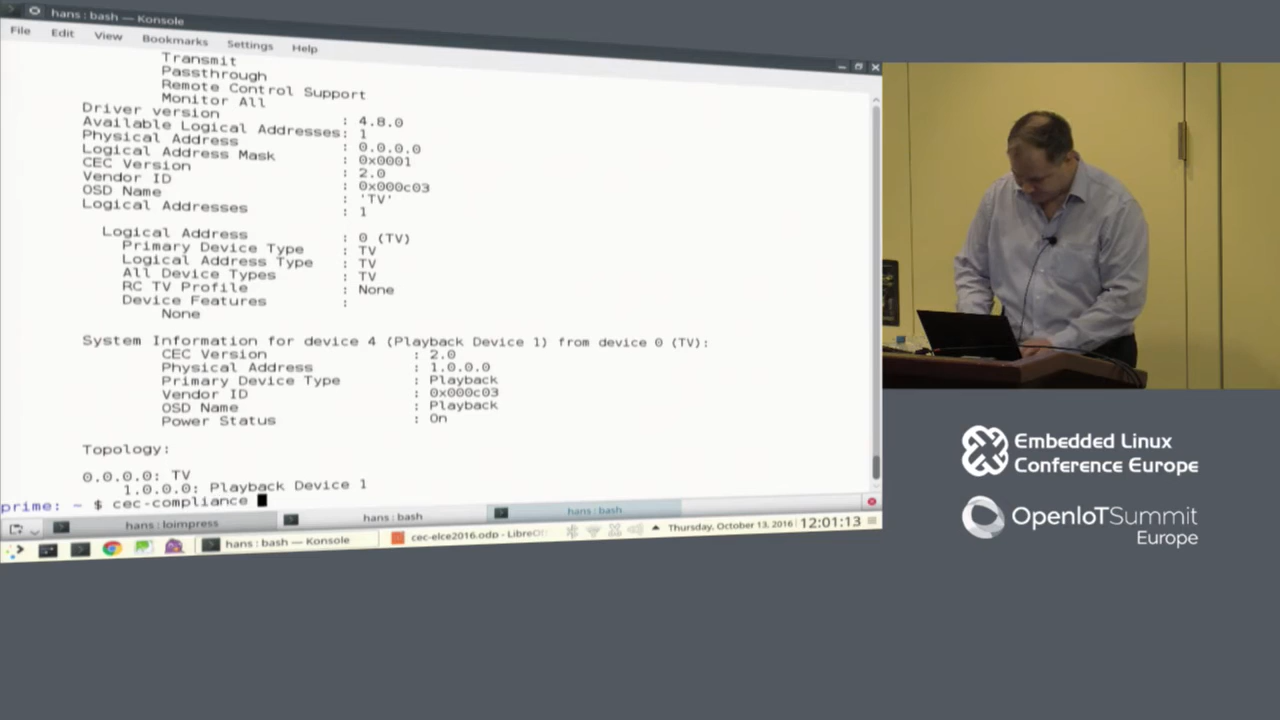 hans : bash — Konsole
File Edit View Bookmarks Settings Help
Transmit
Passthrough
Remote Control Support
Monitor All
Driver version : 4.8.0
Available Logical Addresses: 1
Physical Address : 0.0.0.0
Logical Address Mask : 0x0001
CEC Version : 2.0
Vendor ID : 0x000c03
OSD Name : 'TV'
Logical Addresses : 1
Logical Address : 0 (TV)
Primary Device Type : TV
Logical Address Type : TV
All Device Types : TV
RC TV Profile : None
Device Features :
None
System Information for device 4 (Playback Device 1) from device 0 (TV):
CEC Version : 2.0
Physical Address : 1.0.0.0
Primary Device Type : Playback
Vendor ID : 0x000c03
OSD Name : Playback
Power Status : On
Topology:
0.0.0.0: TV
1.0.0.0: Playback Device 1
prime: ~ $ cec-compliance
hans : loimpress hans : bash hans : bash
hans : bash — Konsole cec-elce2016.odp - LibreO Thursday, October 13, 2016 12:01:13
Embedded Linux
Conference Europe
OpenIoTSummit
Europe